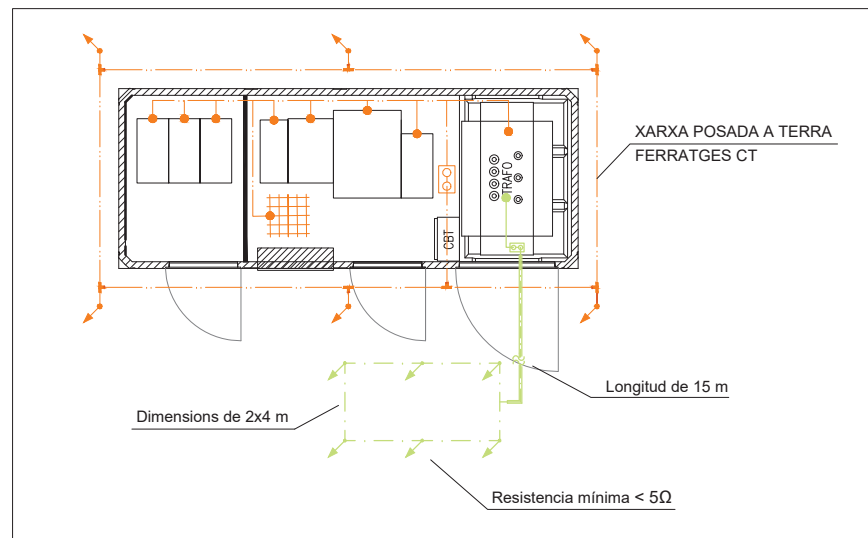 XARXA POSADA A TERRA
FERRATGES CT
TRAFO
CBT
Longitud de 15 m
Dimensions de 2x4 m
Resistencia mínima < 5Ω